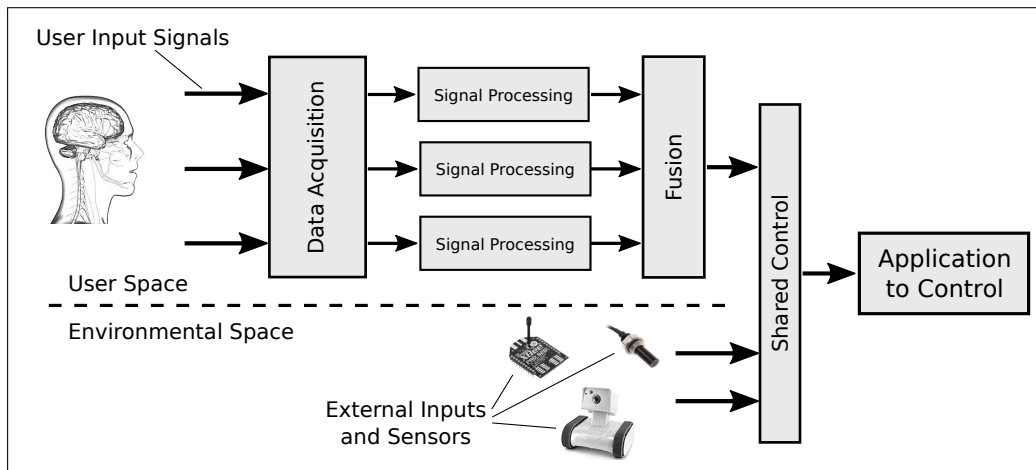 User Input Signals
Data Acquisition
Signal Processing
Signal Processing
Signal Processing
Fusion
Shared Control
Application
to Control
User Space
Environmental Space
External Inputs
and Sensors